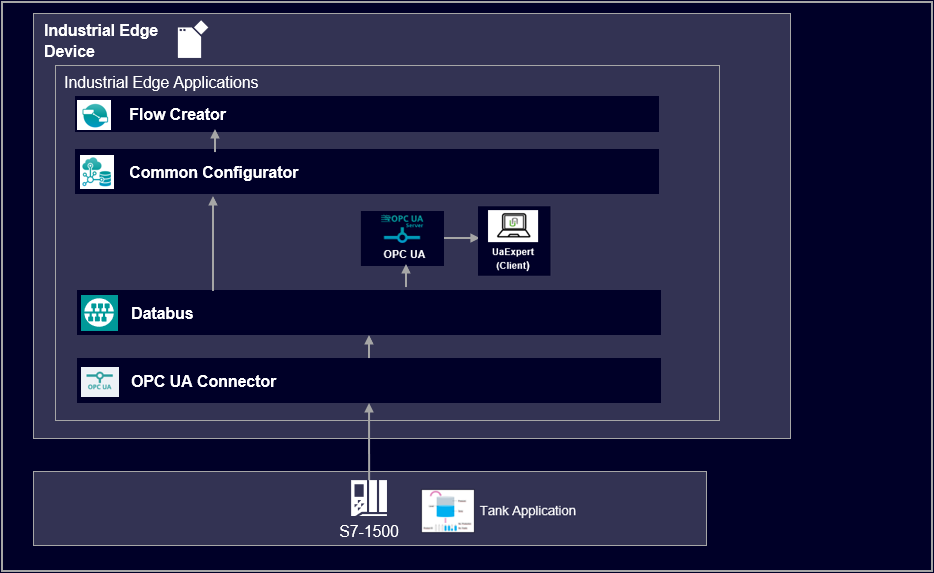 Industrial Edge
Device
Industrial Edge Applications
Flow Creator
Common Configurator
OPC UA
Server
OPC UA
UaExpert
(Client)
Databus
OPC UA
OPC UA Connector
S7-1500
Tank Application